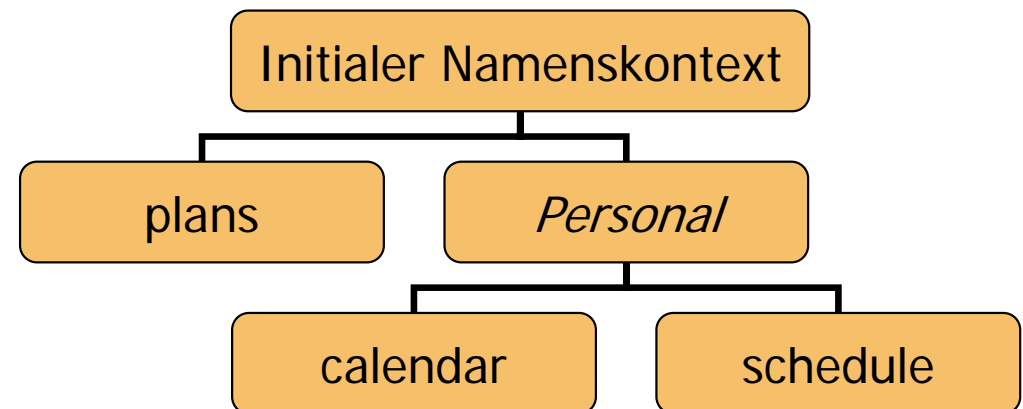 Initialer Namenskontext
plans
Personal
calendar
schedule